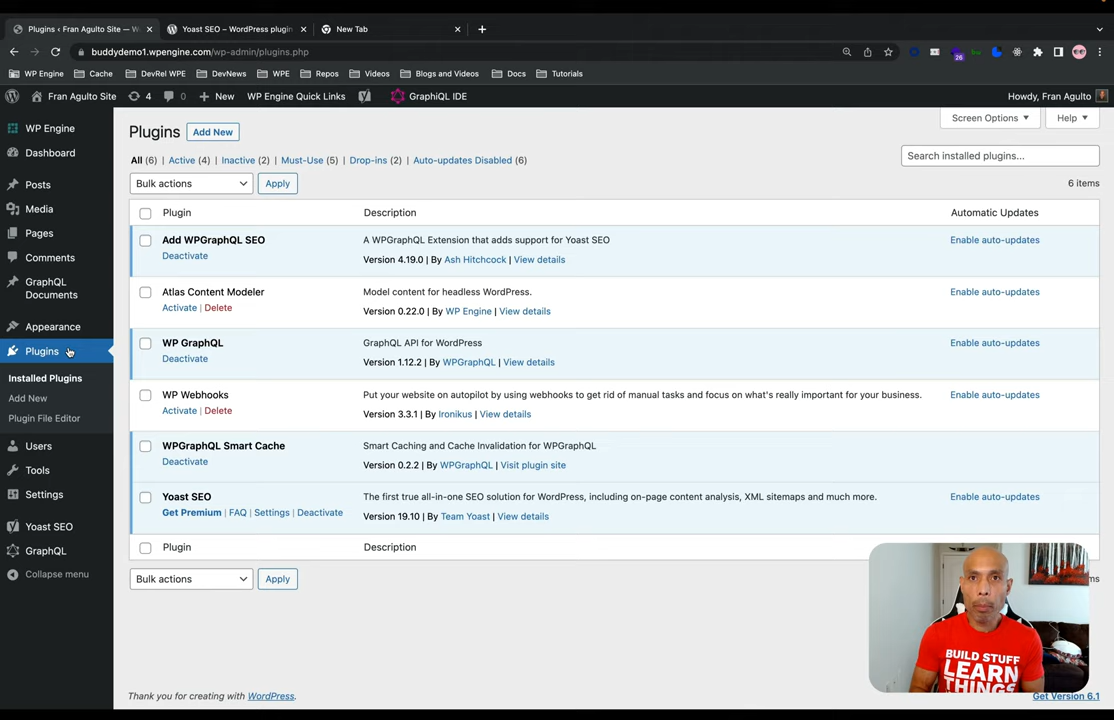 Plugins ‹ Fran Agulto Site — W
Yoast SEO – WordPress plugin
New Tab
buddydemo1.wpengine.com/wp-admin/plugins.php
26
WP Engine
Cache
DevRel WPE
DevNews
WPE
Repos
Videos
Blogs and Videos
Docs
Tutorials
Fran Agulto Site
4
0
New
WP Engine Quick Links
GraphiQL IDE
Howdy, Fran Agulto
WP Engine
Dashboard
Posts
Media
Pages
Comments
GraphQL
Documents
Appearance
Plugins
Installed Plugins
Add New
Plugin File Editor
Users
Tools
Settings
Yoast SEO
GraphQL
Collapse menu
Plugins
Add New
Screen Options
Help
All (6) | Active (4) | Inactive (2) | Must-Use (5) | Drop-ins (2) | Auto-updates Disabled (6)
Search installed plugins...
Bulk actions
Apply
6 items
Plugin
Description
Automatic Updates
Add WPGraphQL SEO
Deactivate
A WPGraphQL Extension that adds support for Yoast SEO
Version 4.19.0 | By Ash Hitchcock | View details
Enable auto-updates
Atlas Content Modeler
Activate | Delete
Model content for headless WordPress.
Version 0.22.0 | By WP Engine | View details
Enable auto-updates
WP GraphQL
Deactivate
GraphQL API for WordPress
Version 1.12.2 | By WPGraphQL | View details
Enable auto-updates
WP Webhooks
Activate | Delete
Put your website on autopilot by using webhooks to get rid of manual tasks and focus on what's really important for your business.
Version 3.3.1 | By Ironikus | View details
Enable auto-updates
WPGraphQL Smart Cache
Deactivate
Smart Caching and Cache Invalidation for WPGraphQL
Version 0.2.2 | By WPGraphQL | Visit plugin site
Yoast SEO
Get Premium | FAQ | Settings | Deactivate
The first true all-in-one SEO solution for WordPress, including on-page content analysis, XML sitemaps and much more.
Version 19.10 | By Team Yoast | View details
Enable auto-updates
Plugin
Description
Bulk actions
Apply
BUILD STUFF
LEARN
THINGS
Thank you for creating with WordPress.
Get Version 6.1